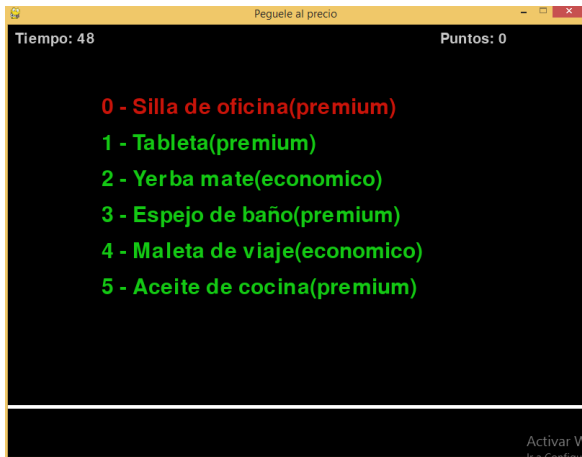 Peguele al precio
Tiempo: 48 Puntos: 0
0 - Silla de oficina(premium)
1 - Tableta(premium)
2 - Yerba mate(economico)
3 - Espejo de baño(premium)
4 - Maleta de viaje(economico)
5 - Aceite de cocina(premium)
Activar W